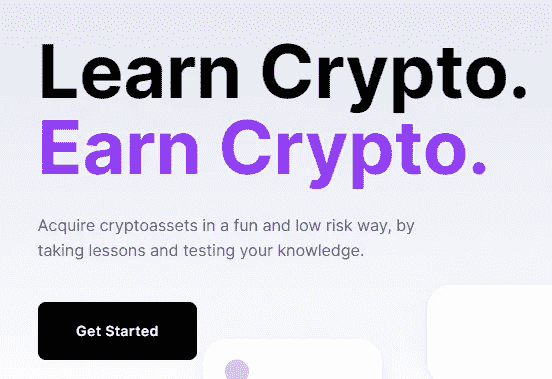 Learn Crypto.
Earn Crypto.
Acquire cryptoassets in a fun and low risk way, by
taking lessons and testing your knowledge.
Get Started